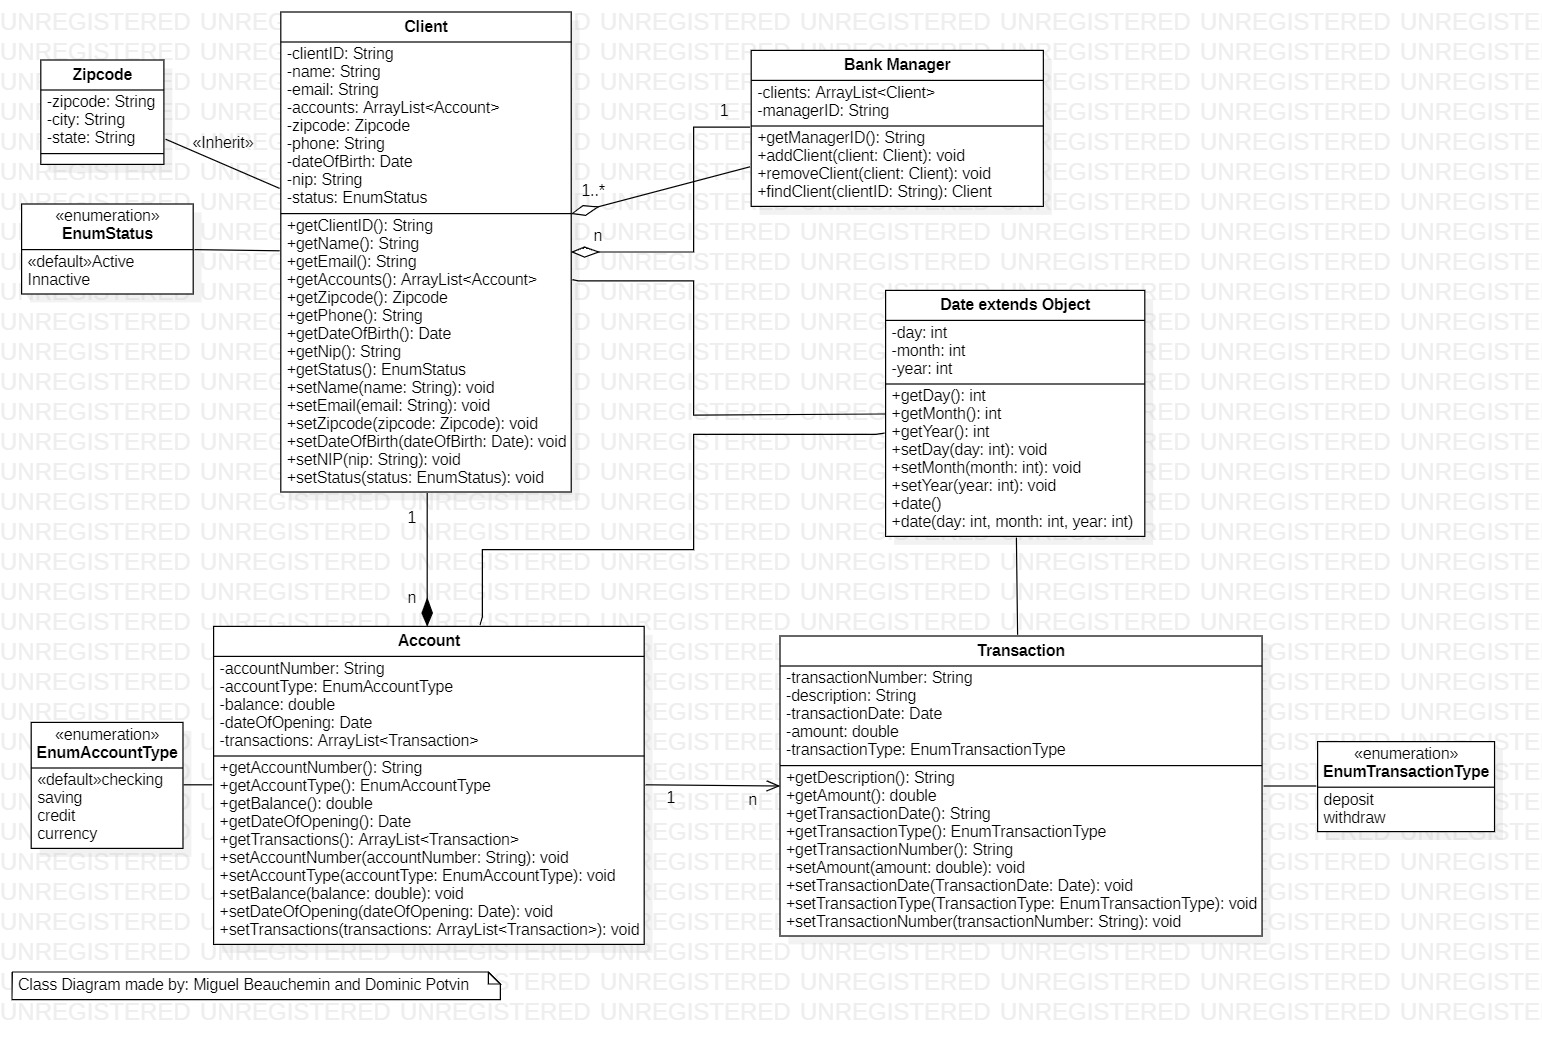 Client
-clientID: String
-name: String
-email: String
-accounts: ArrayList<Account>
-zipcode: Zipcode
-phone: String
-dateOfBirth: Date
-nip: String
-status: EnumStatus
+getClientID(): String
+getName(): String
+getEmail(): String
+getAccounts(): ArrayList<Account>
+getZipcode(): Zipcode
+getPhone(): String
+getDateOfBirth(): Date
+getNip(): String
+getStatus(): EnumStatus
+setName(name: String): void
+setEmail(email: String): void
+setZipcode(zipcode: Zipcode): void
+setDateOfBirth(dateOfBirth: Date): void
+setNIP(nip: String): void
+setStatus(status: EnumStatus): void
Zipcode
-zipcode: String
-city: String
-state: String
«Inherit»
«enumeration»
EnumStatus
«default»Active
Innactive
Bank Manager
-clients: ArrayList<Client>
-managerID: String
+getManagerID(): String
+addClient(client: Client): void
+removeClient(client: Client): void
+findClient(clientID: String): Client
1
1..*
n
Date extends Object
-day: int
-month: int
-year: int
+getDay(): int
+getMonth(): int
+getYear(): int
+setDay(day: int): void
+setMonth(month: int): void
+setYear(year: int): void
+date()
+date(day: int, month: int, year: int)
1
n
Account
-accountNumber: String
-accountType: EnumAccountType
-balance: double
-dateOfOpening: Date
-transactions: ArrayList<Transaction>
+getAccountNumber(): String
+getAccountType(): EnumAccountType
+getBalance(): double
+getDateOfOpening(): Date
+getTransactions(): ArrayList<Transaction>
+setAccountNumber(accountNumber: String): void
+setAccountType(accountType: EnumAccountType): void
+setBalance(balance: double): void
+setDateOfOpening(dateOfOpening: Date): void
+setTransactions(transactions: ArrayList<Transaction>): void
«enumeration»
EnumAccountType
«default»checking
saving
credit
currency
1
n
Transaction
-transactionNumber: String
-description: String
-transactionDate: Date
-amount: double
-transactionType: EnumTransactionType
+getDescription(): String
+getAmount(): double
+getTransactionDate(): String
+getTransactionType(): EnumTransactionType
+getTransactionNumber(): String
+setAmount(amount: double): void
+setTransactionDate(TransactionDate: Date): void
+setTransactionType(TransactionType: EnumTransactionType): void
+setTransactionNumber(transactionNumber: String): void
«enumeration»
EnumTransactionType
deposit
withdraw
Class Diagram made by: Miguel Beauchemin and Dominic Potvin
UNREGISTERED